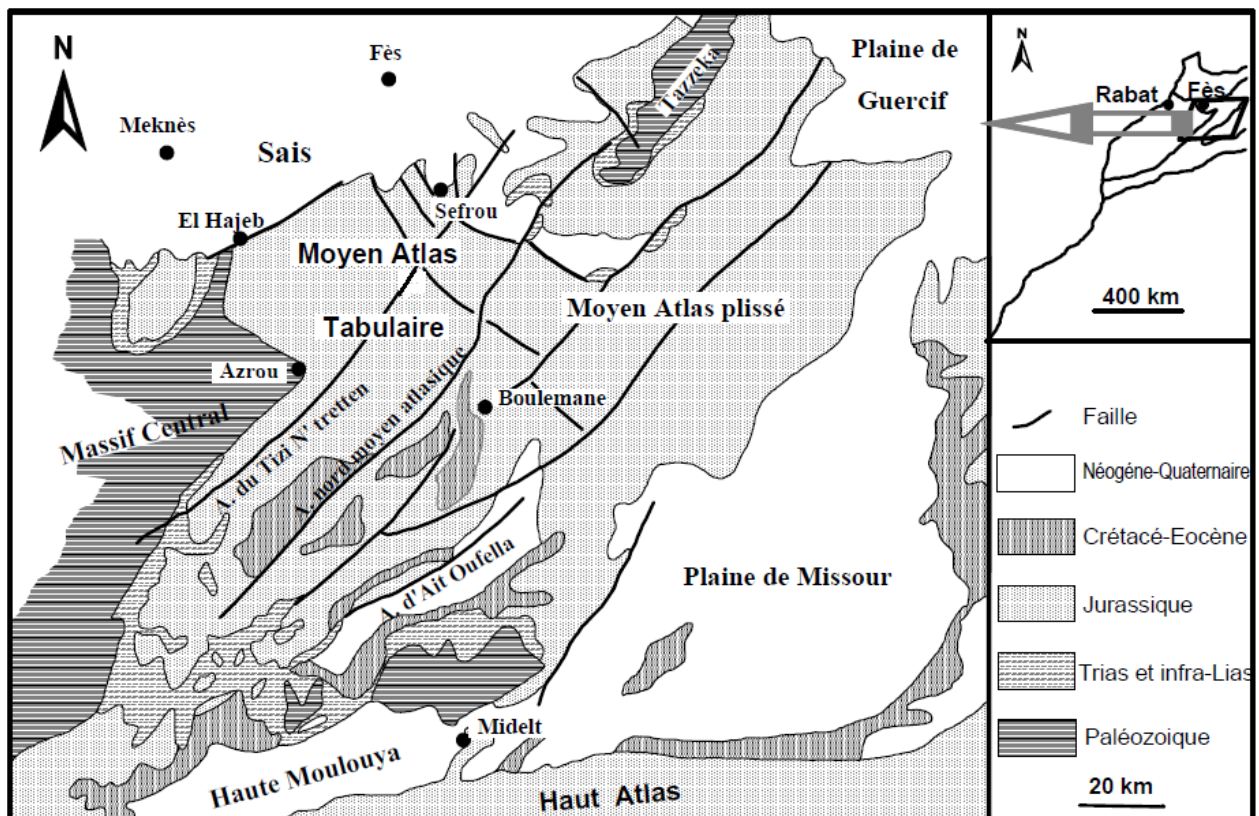 N
Fès
Meknès
Sais
El Hajeb
Sefrou
Tazzeka
Plaine de
Guercif
Moyen Atlas
Tabulaire
Moyen Atlas plissé
Azrou
Boulemane
Massif Central
A. du Tizi N' tretten
A. nord moyen atlasique
A. d'Ait Oufella
Plaine de Missour
Midelt
Haute Moulouya
Haut Atlas
N
Rabat
Fès
400 km
Faille
Néogéne-Quaternaire
Crétacé-Eocène
Jurassique
Trias et infra-Lias
Paléozoique
20 km